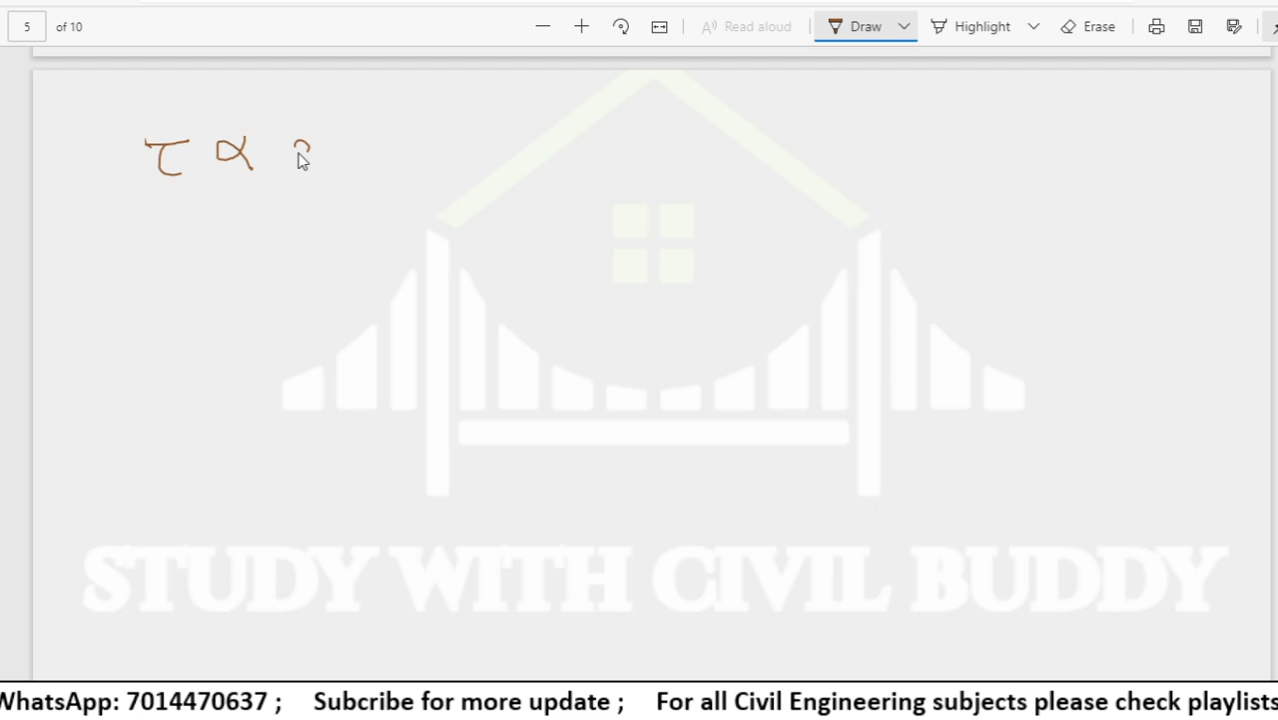 5 of 10 Read aloud Draw Highlight Erase
τ ∝
STUDY WITH CIVIL BUDDY
WhatsApp: 7014470637 ; Subcribe for more update ; For all Civil Engineering subjects please check playlists